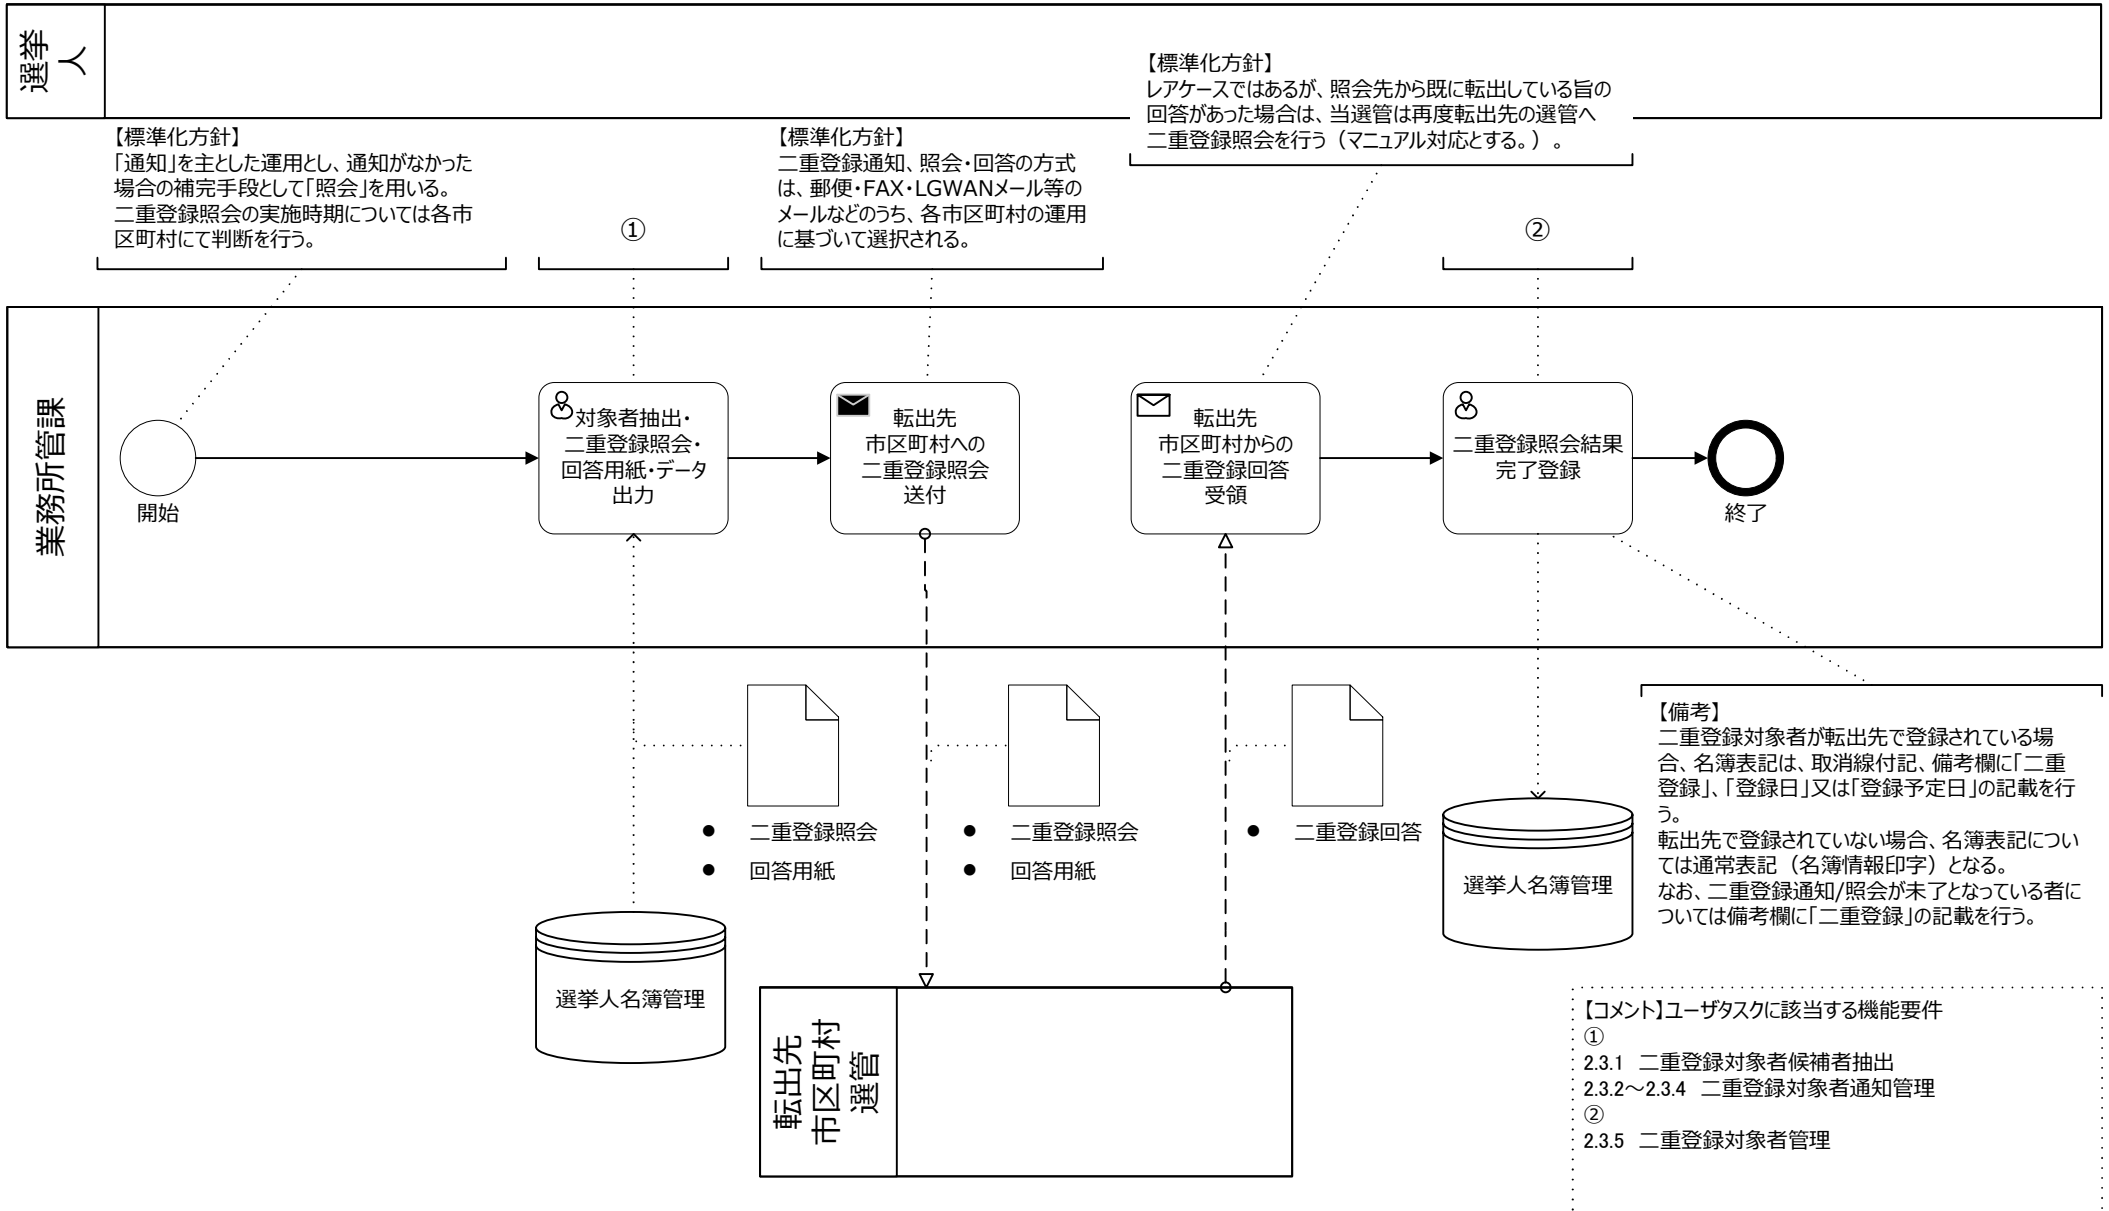 選挙
人
【標準化方針】
「通知」を主とした運用とし、通知がなかった
場合の補完手段として「照会」を用いる。
二重登録照会の実施時期については各市
区町村にて判断を行う。
①
【標準化方針】
二重登録通知、照会・回答の方式
は、郵便・FAX・LGWANメール等の
メールなどのうち、各市区町村の運用
に基づいて選択される。
【標準化方針】
レアケースではあるが、照会先から既に転出している旨の
回答があった場合は、当選管は再度転出先の選管へ
二重登録照会を行う（マニュアル対応とする。）。
②
業務所管課
開始
対象者抽出・
二重登録照会・
回答用紙・データ
出力
転出先
市区町村への
二重登録照会
送付
転出先
市区町村からの
二重登録回答
受領
二重登録照会結果
完了登録
終了
● 二重登録照会
● 回答用紙
● 二重登録照会
● 回答用紙
● 二重登録回答
選挙人名簿管理
選挙人名簿管理
【備考】
二重登録対象者が転出先で登録されている場
合、名簿表記は、取消線付記、備考欄に「二重
登録」、「登録日」又は「登録予定日」の記載を行
う。
転出先で登録されていない場合、名簿表記につい
ては通常表記（名簿情報印字）となる。
なお、二重登録通知/照会が未了となっている者に
ついては備考欄に「二重登録」の記載を行う。
転出先
市区町村
選管
【コメント】ユーザタスクに該当する機能要件
①
2.3.1 二重登録対象者候補者抽出
2.3.2～2.3.4 二重登録対象者通知管理
②
2.3.5 二重登録対象者管理